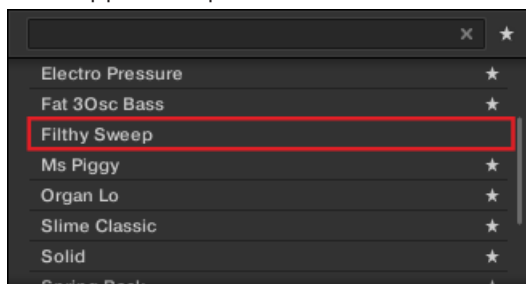 Electro Pressure
Fat 3Osc Bass
Filthy Sweep
Ms Piggy
Organ Lo
Slime Classic
Solid